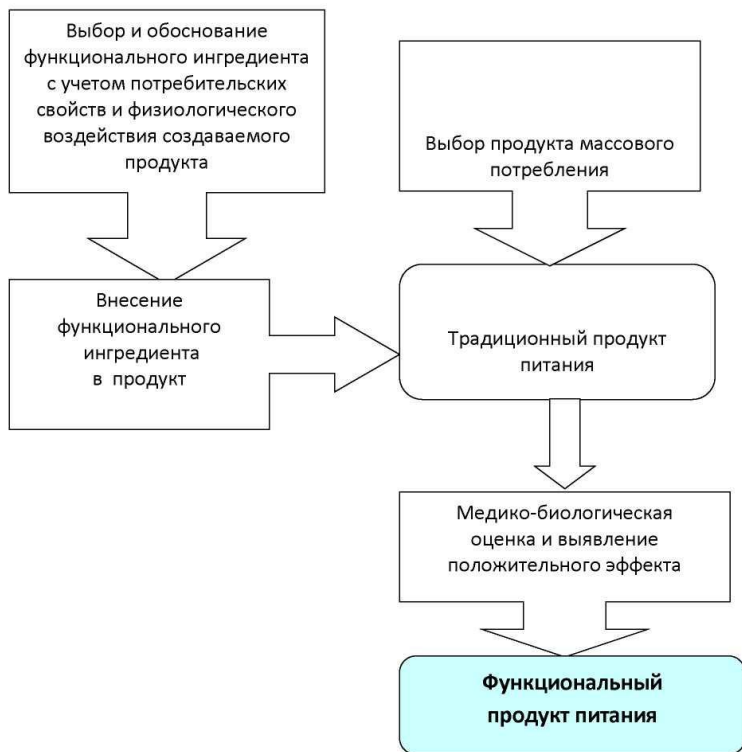 Выбор и обоснование
функционального ингредиента
с учетом потребительских
свойств и физиологического
воздействия создаваемого
продукта
Выбор продукта массового
потребления
Внесение
функционального
ингредиента
в продукт
Традиционный продукт
питания
Медико-биологическая
оценка и выявление
положительного эффекта
Функциональный
продукт питания